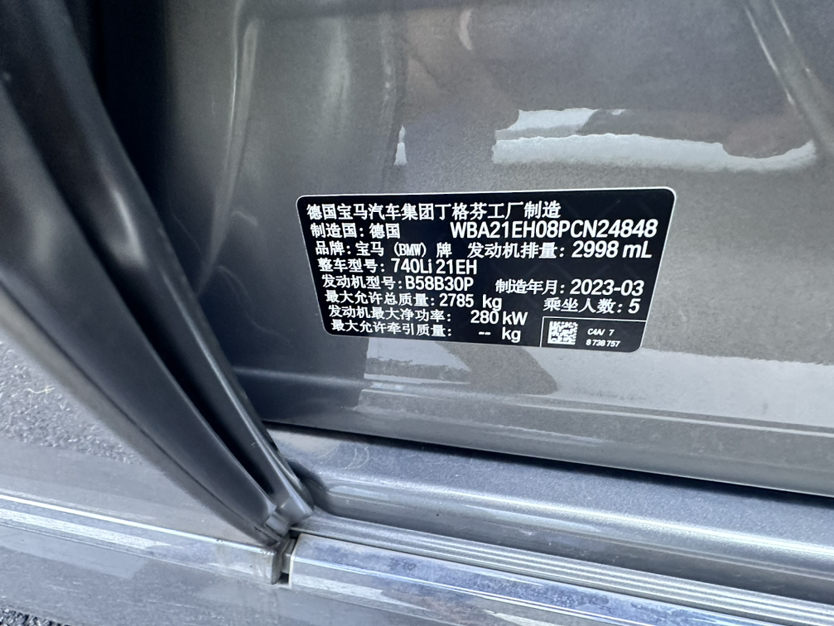 德国宝马汽车集团丁格芬工厂制造
制造国：德国 WBA21EH08PCN24848
品牌：宝马（BMW）牌 发动机排量：2998 mL
整车型号：740Li 21EH
发动机型号：B58B30P 制造年月：2023-03
最大允许总质量：2785 kg 乘坐人数：5
发动机最大净功率： 280 kW
最大允许牵引质量： -- kg
C4A/ 7
8 738 757